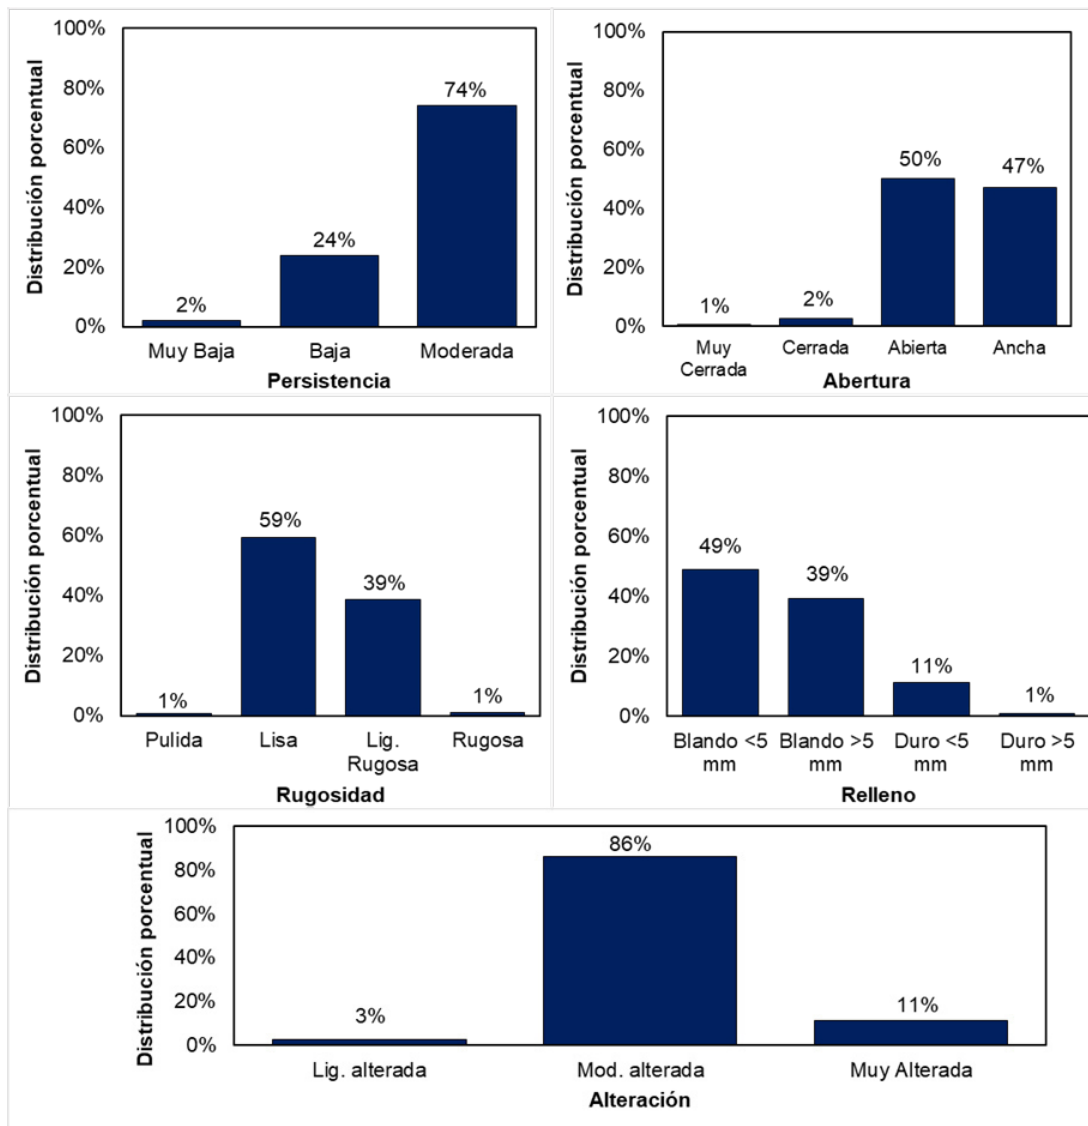 Distribución porcentual
100%
80%
60%
40%
20%
0%
2%
24%
74%
Muy Baja
Baja
Moderada
Persistencia
Distribución porcentual
100%
80%
60%
40%
20%
0%
1%
2%
50%
47%
Muy
Cerrada
Cerrada
Abierta
Ancha
Abertura
Distribución porcentual
100%
80%
60%
40%
20%
0%
1%
59%
39%
1%
Pulida
Lisa
Lig.
Rugosa
Rugosa
Rugosidad
Distribución porcentual
100%
80%
60%
40%
20%
0%
49%
39%
11%
1%
Blando <5
mm
Blando >5
mm
Duro <5
mm
Duro >5
mm
Relleno
Distribución porcentual
100%
80%
60%
40%
20%
0%
3%
86%
11%
Lig. alterada
Mod. alterada
Muy Alterada
Alteración